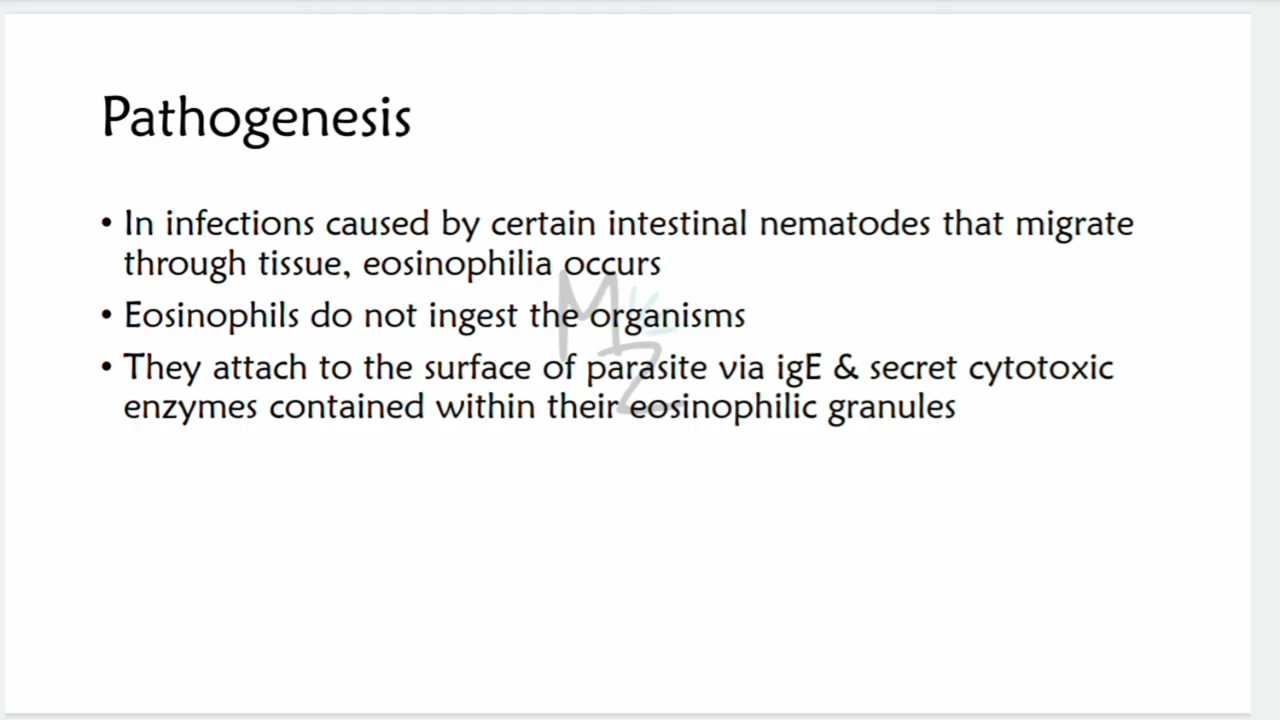 Pathogenesis
• In infections caused by certain intestinal nematodes that migrate
through tissue, eosinophilia occurs
• Eosinophils do not ingest the organisms
• They attach to the surface of parasite via igE & secret cytotoxic
enzymes contained within their eosinophilic granules
MZ